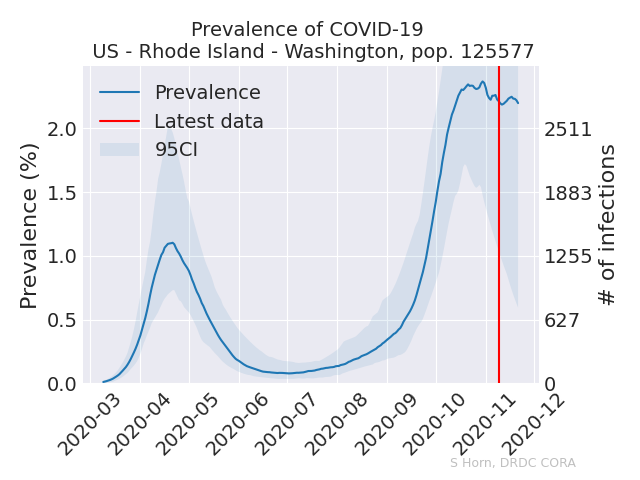 Prevalence of COVID-19
US - Rhode Island - Washington, pop. 125577
Prevalence
Latest data
95CI
Prevalence (%)
2.0
1.5
1.0
0.5
0.0
2511
1883
1255
627
0
# of infections
2020-03
2020-04
2020-05
2020-06
2020-07
2020-08
2020-09
2020-10
2020-11
2020-12
S Horn, DRDC CORA